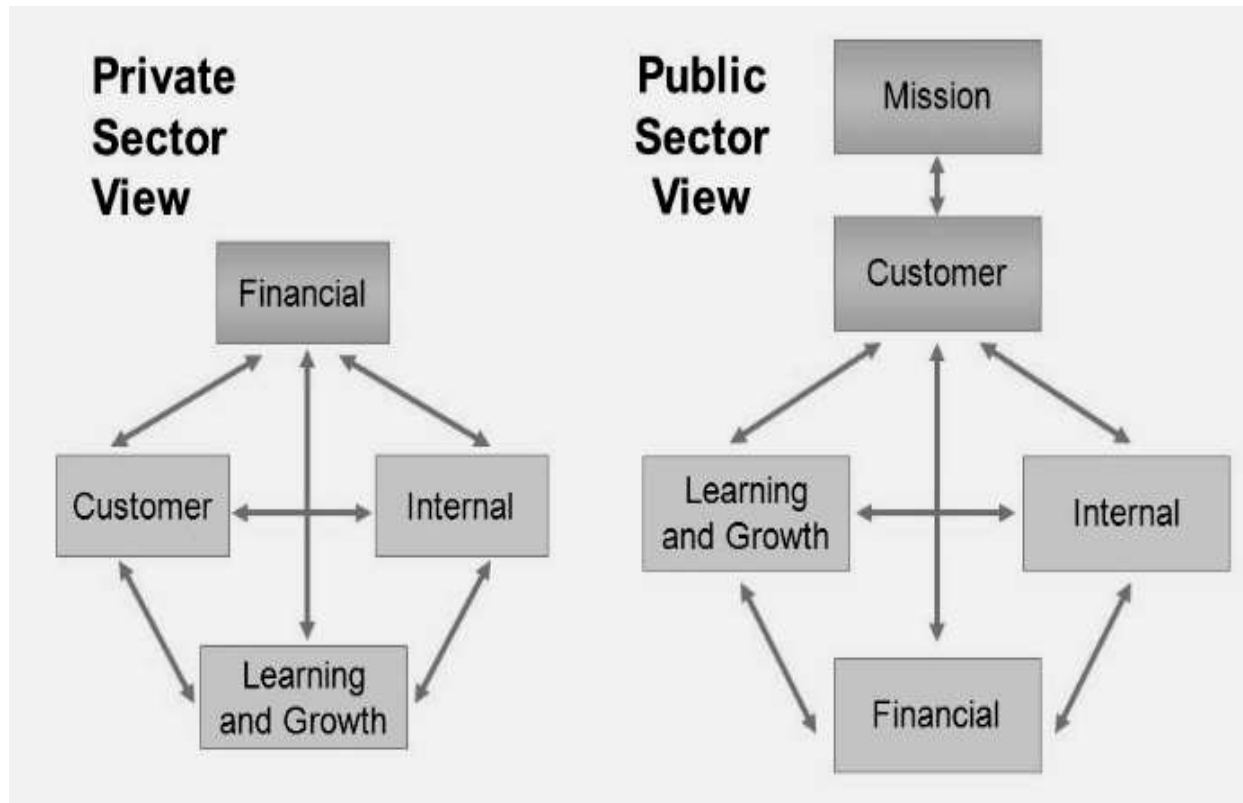 Private
Sector
View
Financial
Customer
Internal
Learning
and Growth
Public
Sector
View
Mission
Customer
Learning
and Growth
Internal
Financial